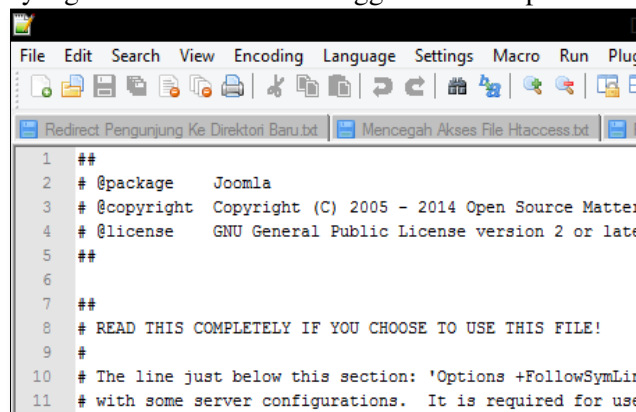 File Edit Search View Encoding Language Settings Macro Run
Redirect Pengunjung Ke Direktori Baru.txt Mencegah Akses File Htaccess.txt
1 ##
2 # @package Joomla
3 # @copyright Copyright (C) 2005 - 2014 Open Source Matter
4 # @license GNU General Public License version 2 or late
5 ##
6
7 ##
8 # READ THIS COMPLETELY IF YOU CHOOSE TO USE THIS FILE!
9 #
10 # The line just below this section: 'Options +FollowSymLin
11 # with some server configurations. It is required for use